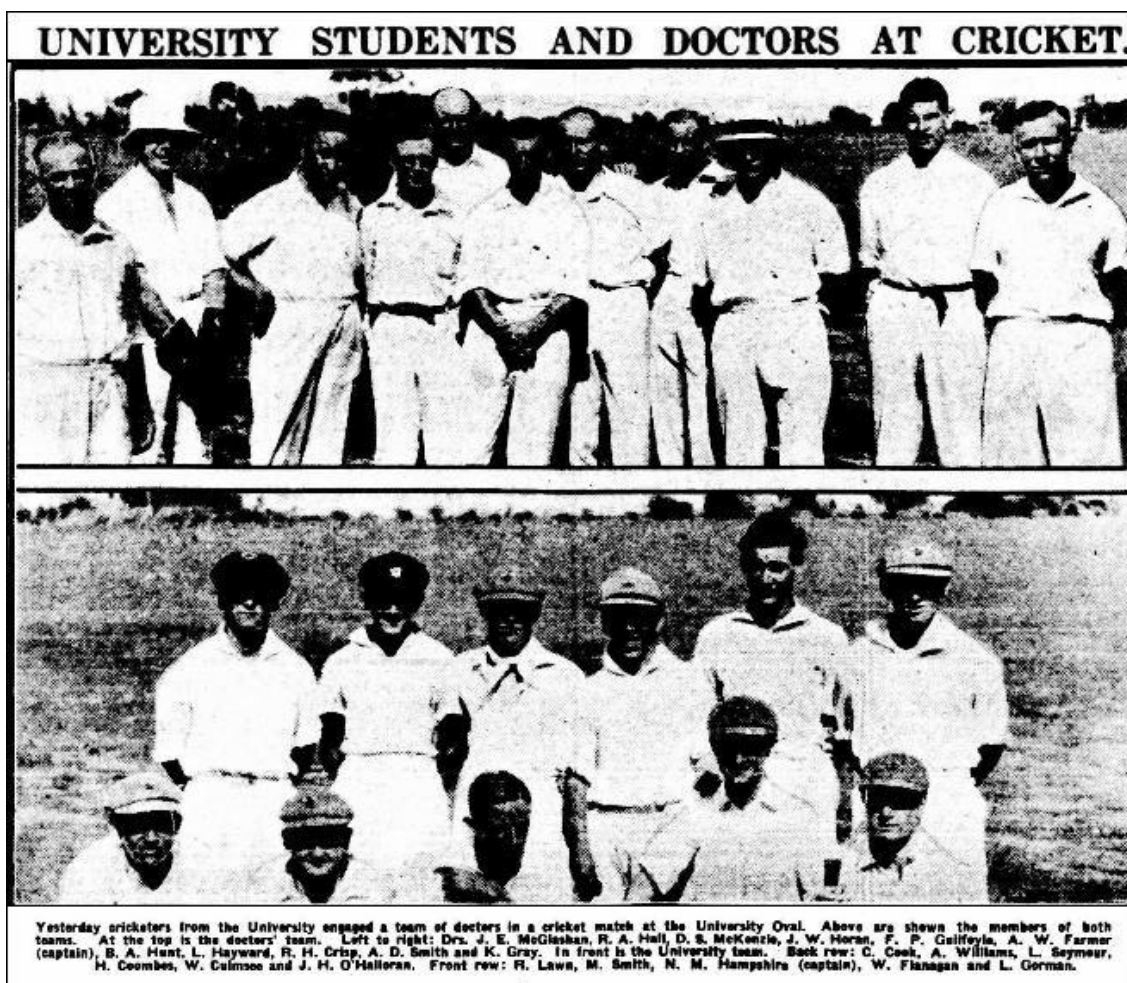 UNIVERSITY STUDENTS AND DOCTORS AT CRICKET.
Yesterday cricketers from the University engaged a team of doctors in a cricket match at the University Oval. Above are shown the members of both
teams. At the top is the doctors' team. Left to right: Drs. J. E. McGlashan, R. A. Hall, D. S. McKenzie, J. W. Horan, F. P. Guilfoyle, A. W. Farmer
(captain), B. A. Hunt, L. Hayward, R. H. Crisp, A. D. Smith and K. Gray. In front is the University team. Back row: C. Cook, A. Williams, L. Seymour,
H. Coombes, W. Culmsee and J. H. O'Halloran. Front row: R. Lawn, M. Smith, N. M. Hampshire (captain), W. Flanagan and L. Gorman.